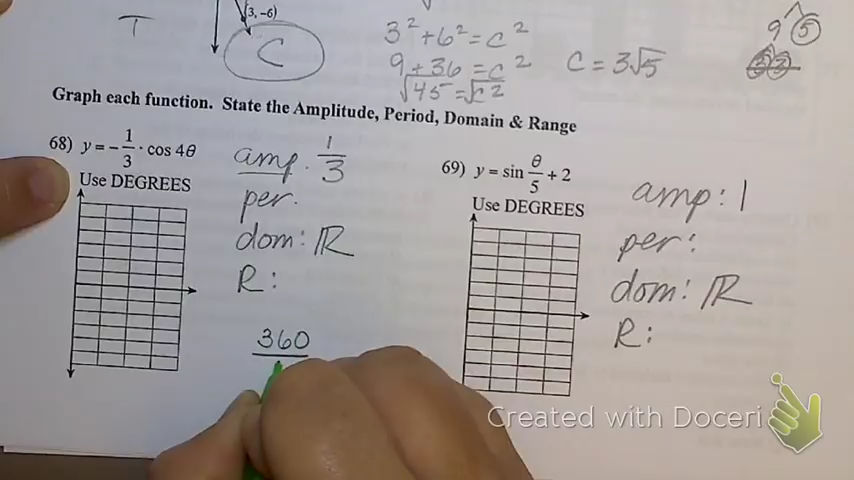 (3, -6)
T
C
3² + 6² = c²
9 + 36 = c²
√45 = √c²
c = 3√5
9 5
3 3
Graph each function. State the Amplitude, Period, Domain & Range
68) y = -1/3 · cos 4θ
Use DEGREES
amp. 1/3
per.
dom: ℝ
R:
360
69) y = sin θ/5 + 2
Use DEGREES
amp: 1
per:
dom: ℝ
R:
Created with Doceri